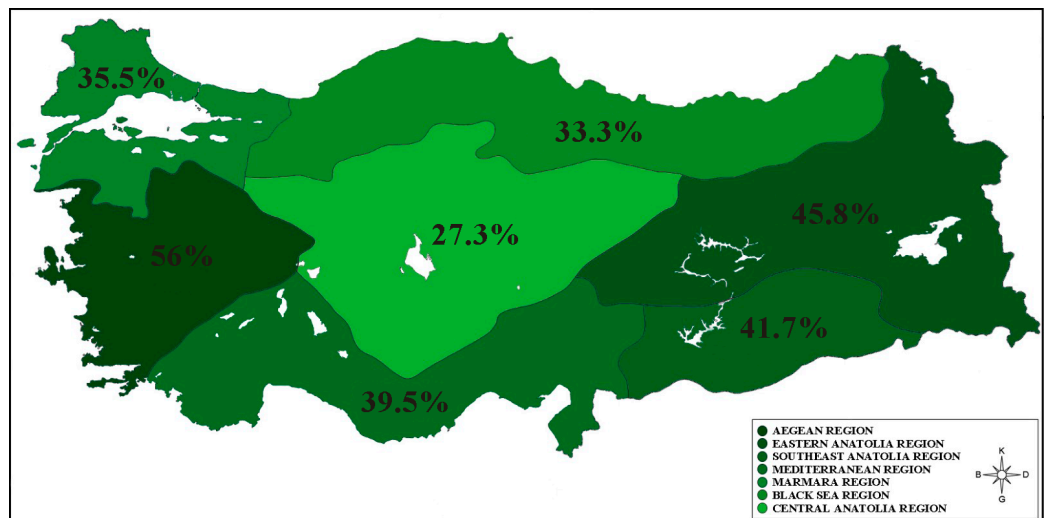 35.5%
33.3%
45.8%
27.3%
56%
41.7%
39.5%
AEGEAN REGION
EASTERN ANATOLIA REGION
SOUTHEAST ANATOLIA REGION
MEDITERRANEAN REGION
MARMARA REGION
BLACK SEA REGION
CENTRAL ANATOLIA REGION
K
B D
G